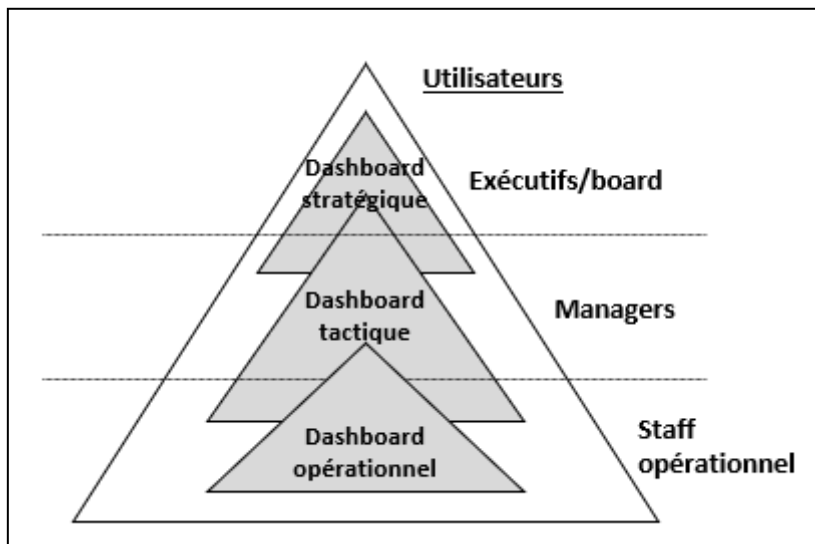 Utilisateurs
Dashboard
stratégique
Exécutifs/board
Dashboard
tactique
Managers
Dashboard
opérationnel
Staff
opérationnel